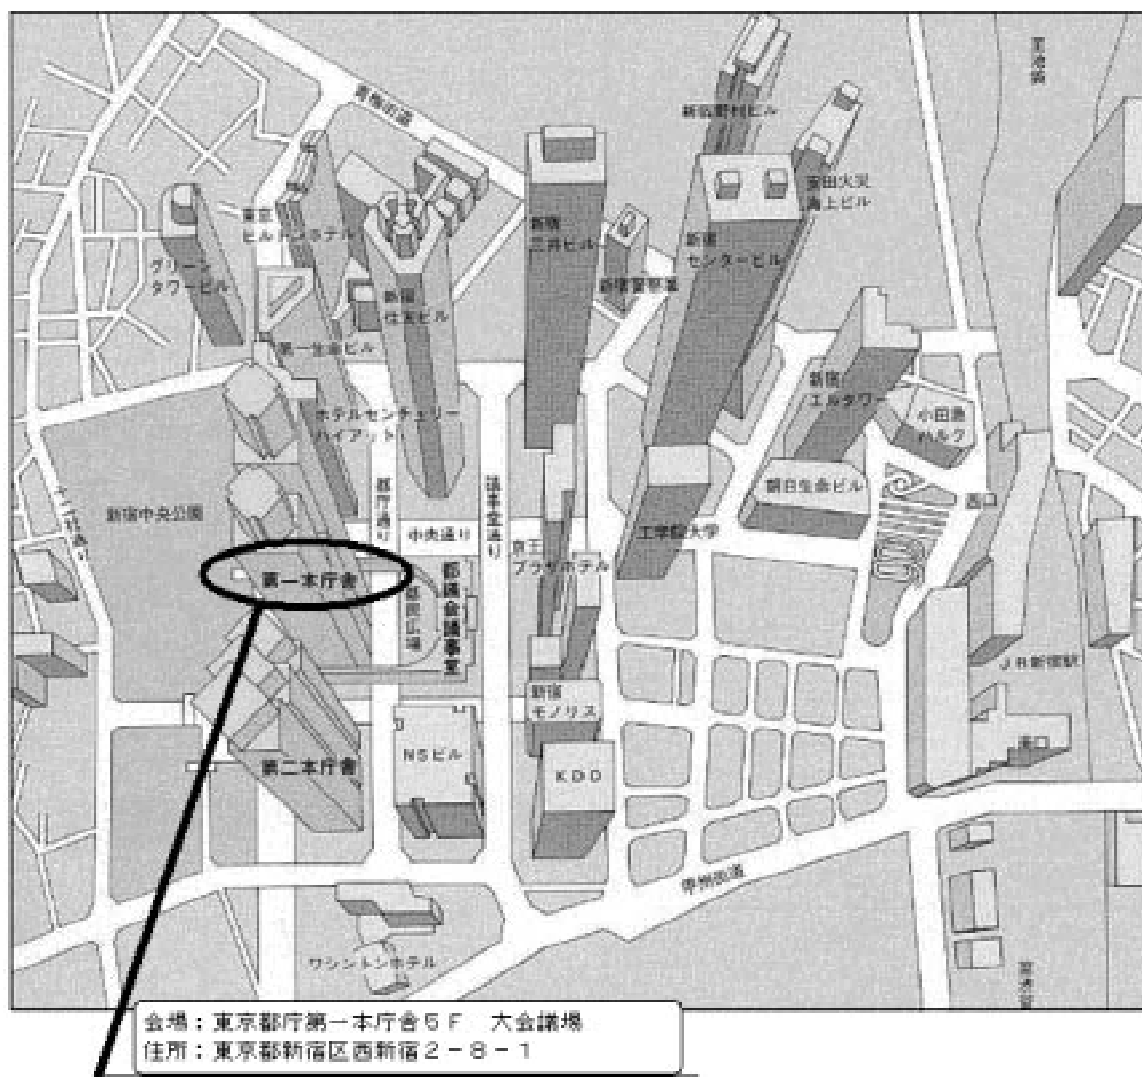 青梅街道
新宿野村ビル
安田火災
海上ビル
東京
ヒルトンホテル
グリーン
タワービル
新宿
三井ビル
新宿
センタービル
新宿警察署
新宿
住友ビル
第一生命ビル
新宿
エルタワー
小田急
ハルク
ホテルセンチュリー
ハイアット
都庁通り
議事堂通り
朝日生命ビル
西口
新宿中央公園
十二社通り
中央通り
京王
プラザホテル
工学院大学
第一本庁舎
都民広場
都議会議事堂
JR新宿駅
新宿
モノリス
南口
第二本庁舎
NSビル
KDD
甲州街道
ワシントンホテル
会場：東京都庁第一本庁舎5F 大会議場
住所：東京都新宿区西新宿2-8-1